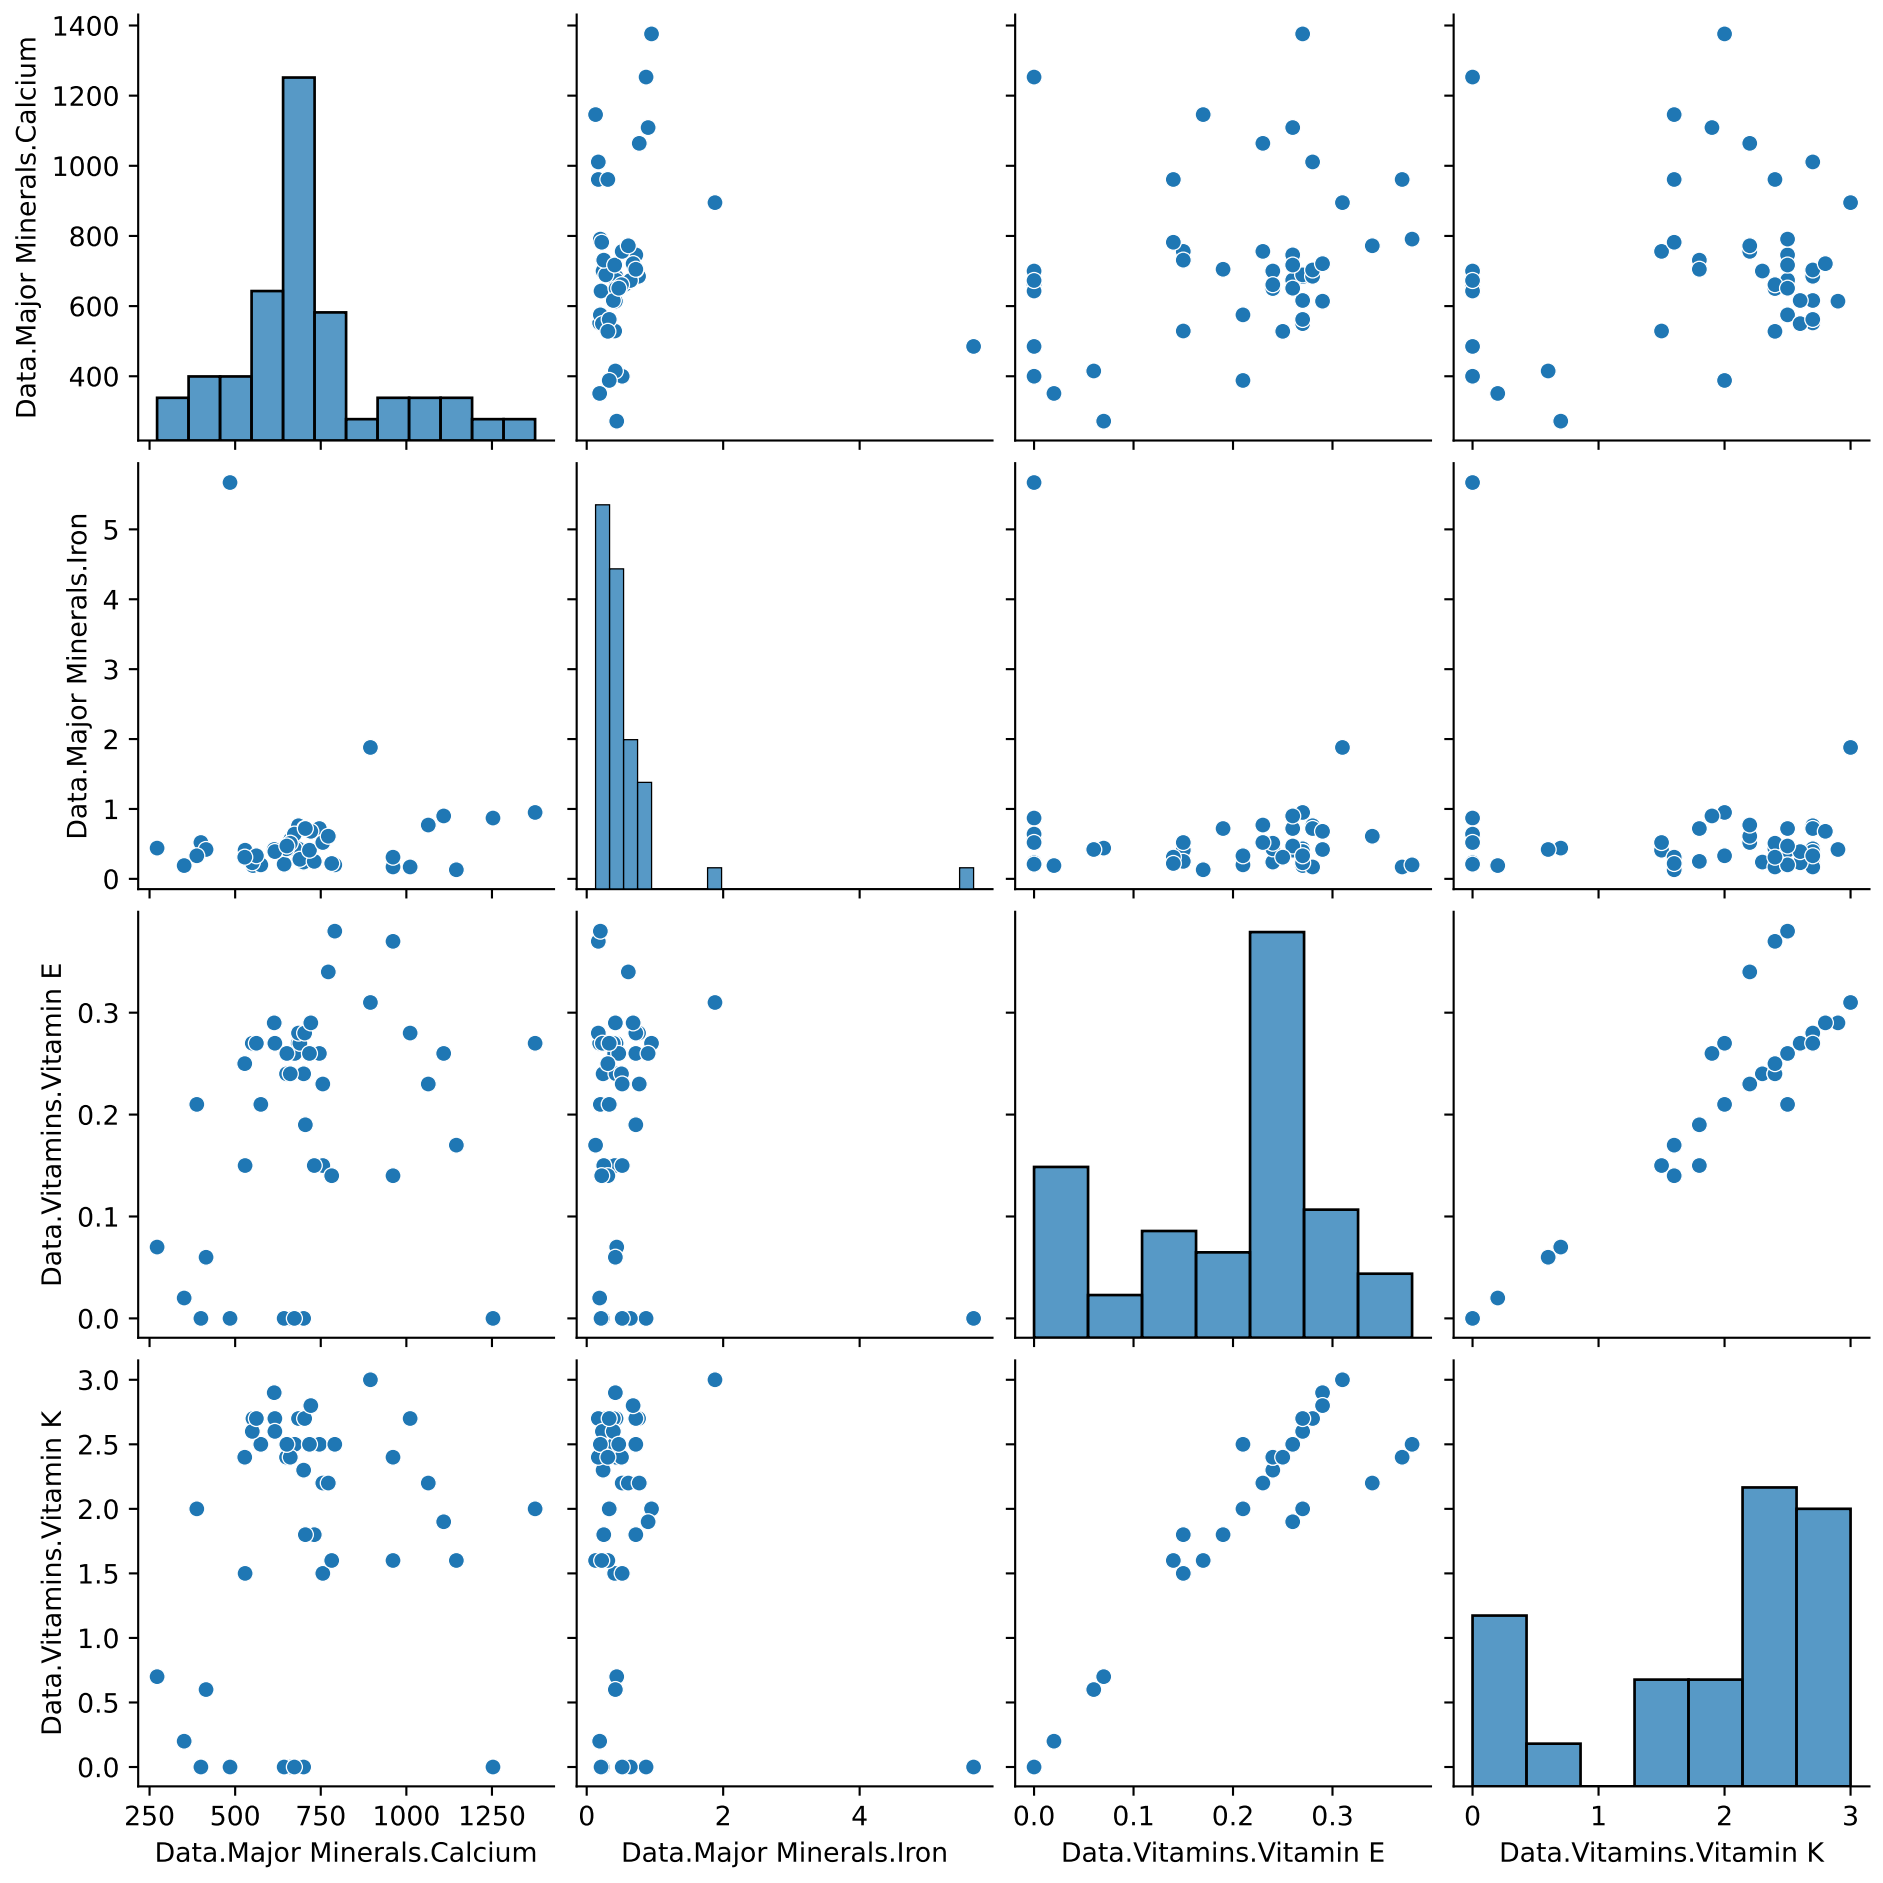 1400
1200
1000
800
600
400
Data.Major Minerals.Calcium
5
4
3
2
1
0
Data.Major Minerals.Iron
0.3
0.2
0.1
0.0
Data.Vitamins.Vitamin E
3.0
2.5
2.0
1.5
1.0
0.5
0.0
Data.Vitamins.Vitamin K
250 500 750 1000 1250
Data.Major Minerals.Calcium
0 2 4
Data.Major Minerals.Iron
0.0 0.1 0.2 0.3
Data.Vitamins.Vitamin E
0 1 2 3
Data.Vitamins.Vitamin K